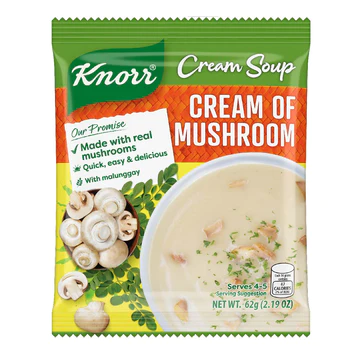 Knorr
Cream Soup
CREAM OF
MUSHROOM
Our Promise
✓ Made with real
mushrooms
Quick, easy & delicious
With malunggay
Serves 4-5
Serving Suggestion
NET WT. 62g (2.19 OZ)
CALORIES